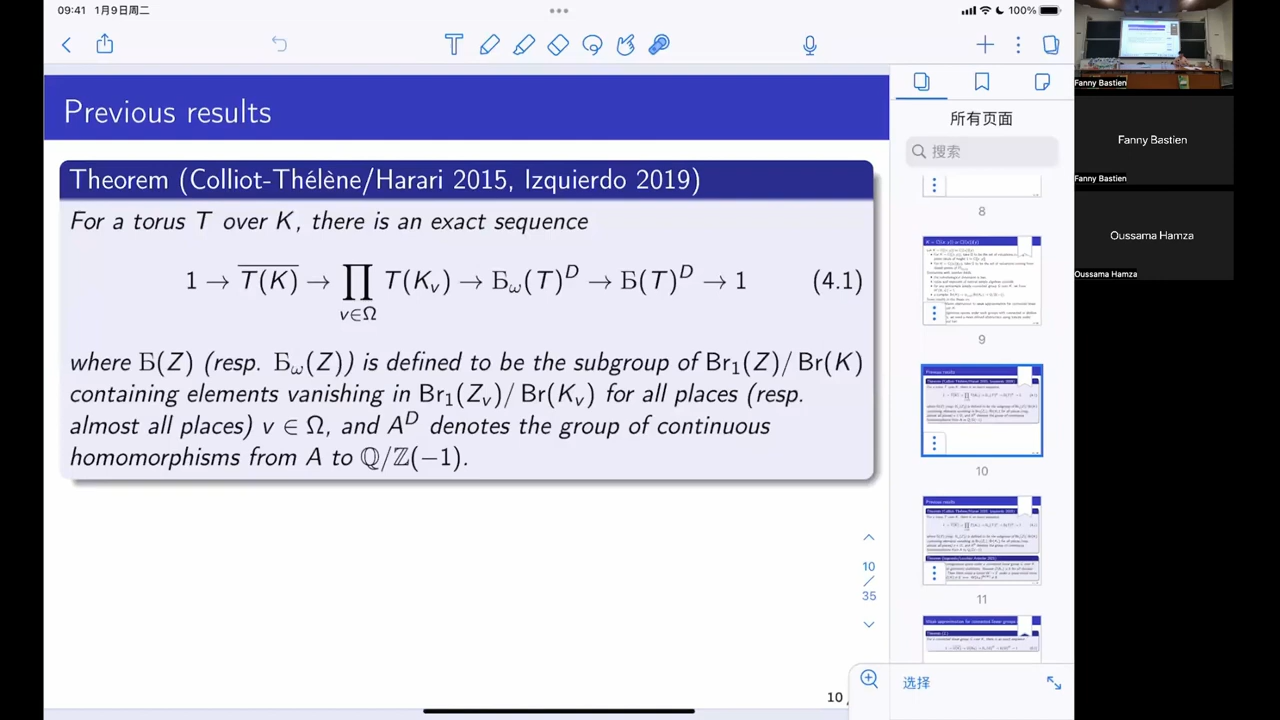 09:41 1月9日周二
100%
Previous results
Theorem (Colliot-Thélène/Harari 2015, Izquierdo 2019)
For a torus T over K, there is an exact sequence
1 → T(K) → ∏ T(K_v) → Б_ω(T)^D → Б(T)^D → 1 (4.1)
v∈Ω
where Б(Z) (resp. Б_ω(Z)) is defined to be the subgroup of Br₁(Z)/ Br(K)
containing elements vanishing in Br₁(Z_v)/ Br(K_v) for all places (resp.
almost all places) ∈ Ω, and A^D denotes the group of continuous
homomorphisms from A to ℚ/ℤ(−1).
10
/
35
10
所有页面
搜索
8
9
Previous results
10
Previous results
11
选择
Fanny Bastien
Fanny Bastien
Fanny Bastien
Oussama Hamza
Oussama Hamza